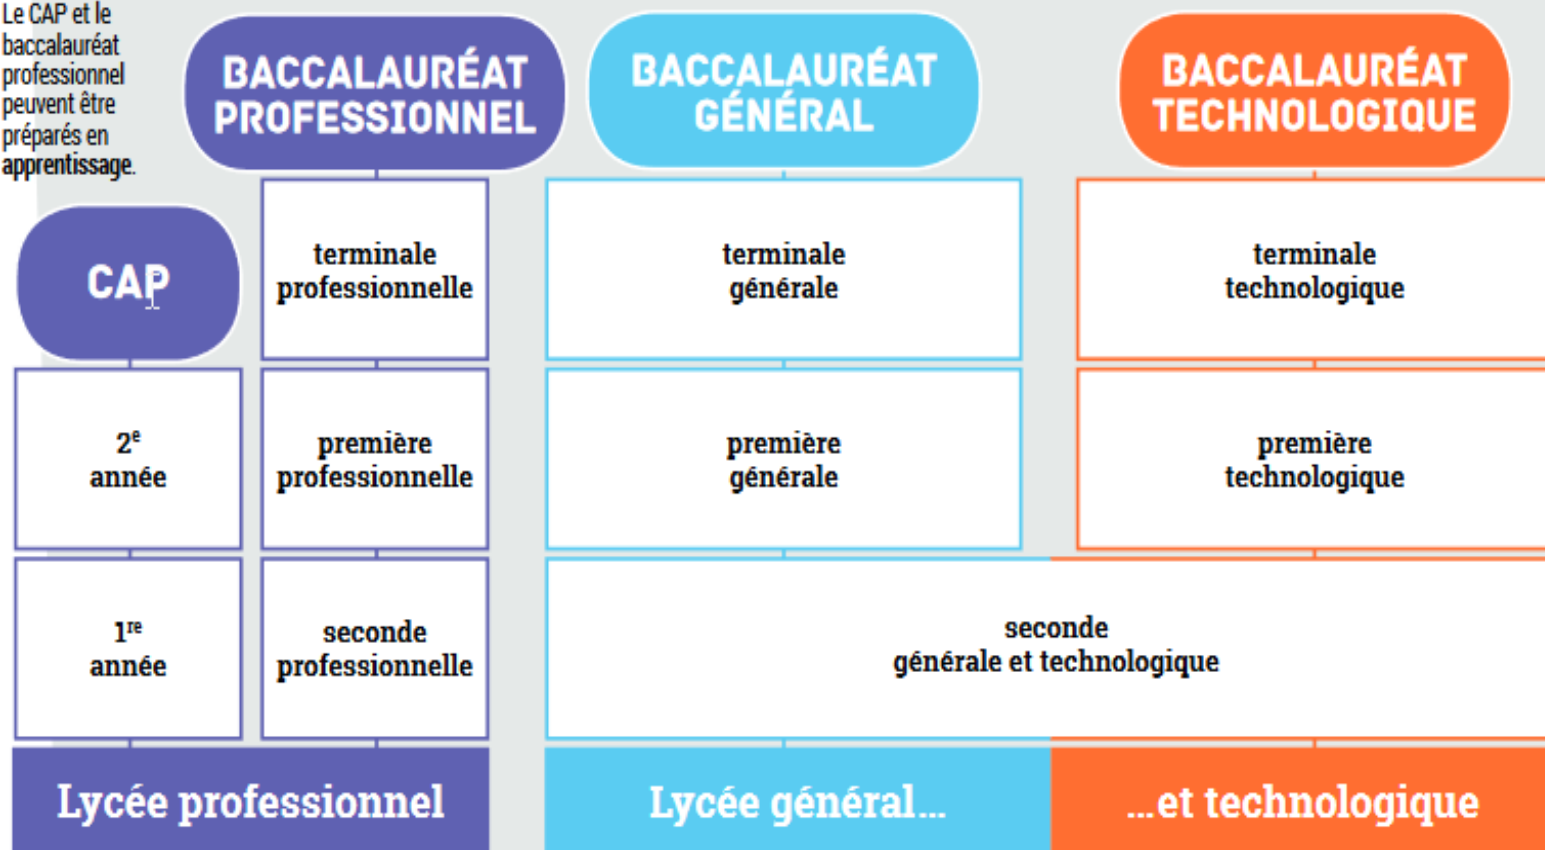 Le CAP et le
baccalauréat
professionnel
peuvent être
préparés en
apprentissage.
BACCALAURÉAT
PROFESSIONNEL
BACCALAURÉAT
GÉNÉRAL
BACCALAURÉAT
TECHNOLOGIQUE
CAP
terminale
professionnelle
terminale
générale
terminale
technologique
2e
année
première
professionnelle
première
générale
première
technologique
1re
année
seconde
professionnelle
seconde
générale et technologique
Lycée professionnel
Lycée général...
...et technologique